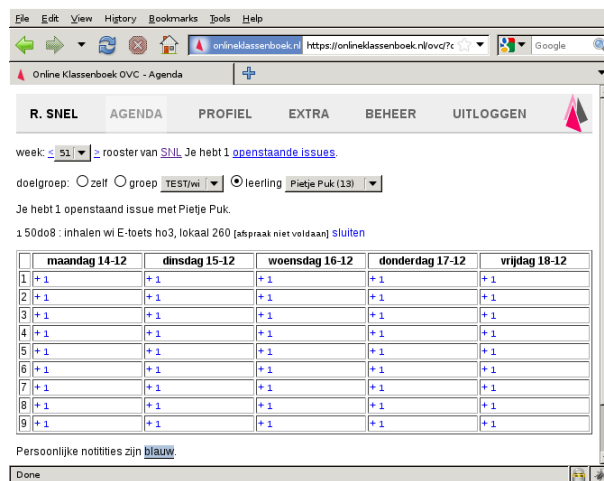 File Edit View History Bookmarks Tools Help
onlineklassenboek.nl https://onlineklassenboek.nl/ovc/?c Google
Online Klassenboek OVC - Agenda
R. SNEL AGENDA PROFIEL EXTRA BEHEER UITLOGGEN
week: < 51 > rooster van SNL Je hebt 1 openstaande issues.
doelgroep: zelf groep TEST/wi leerling Pietje Puk (13)
Je hebt 1 openstaand issue met Pietje Puk.
1 50do8 : inhalen wi E-toets ho3, lokaal 260 [afspraak niet voldaan] sluiten
maandag 14-12 dinsdag 15-12 woensdag 16-12 donderdag 17-12 vrijdag 18-12
1 + 1 + 1 + 1 + 1 + 1
2 + 1 + 1 + 1 + 1 + 1
3 + 1 + 1 + 1 + 1 + 1
4 + 1 + 1 + 1 + 1 + 1
5 + 1 + 1 + 1 + 1 + 1
6 + 1 + 1 + 1 + 1 + 1
7 + 1 + 1 + 1 + 1 + 1
8 + 1 + 1 + 1 + 1 + 1
9 + 1 + 1 + 1 + 1 + 1
Persoonlijke notitities zijn blauw.
Done